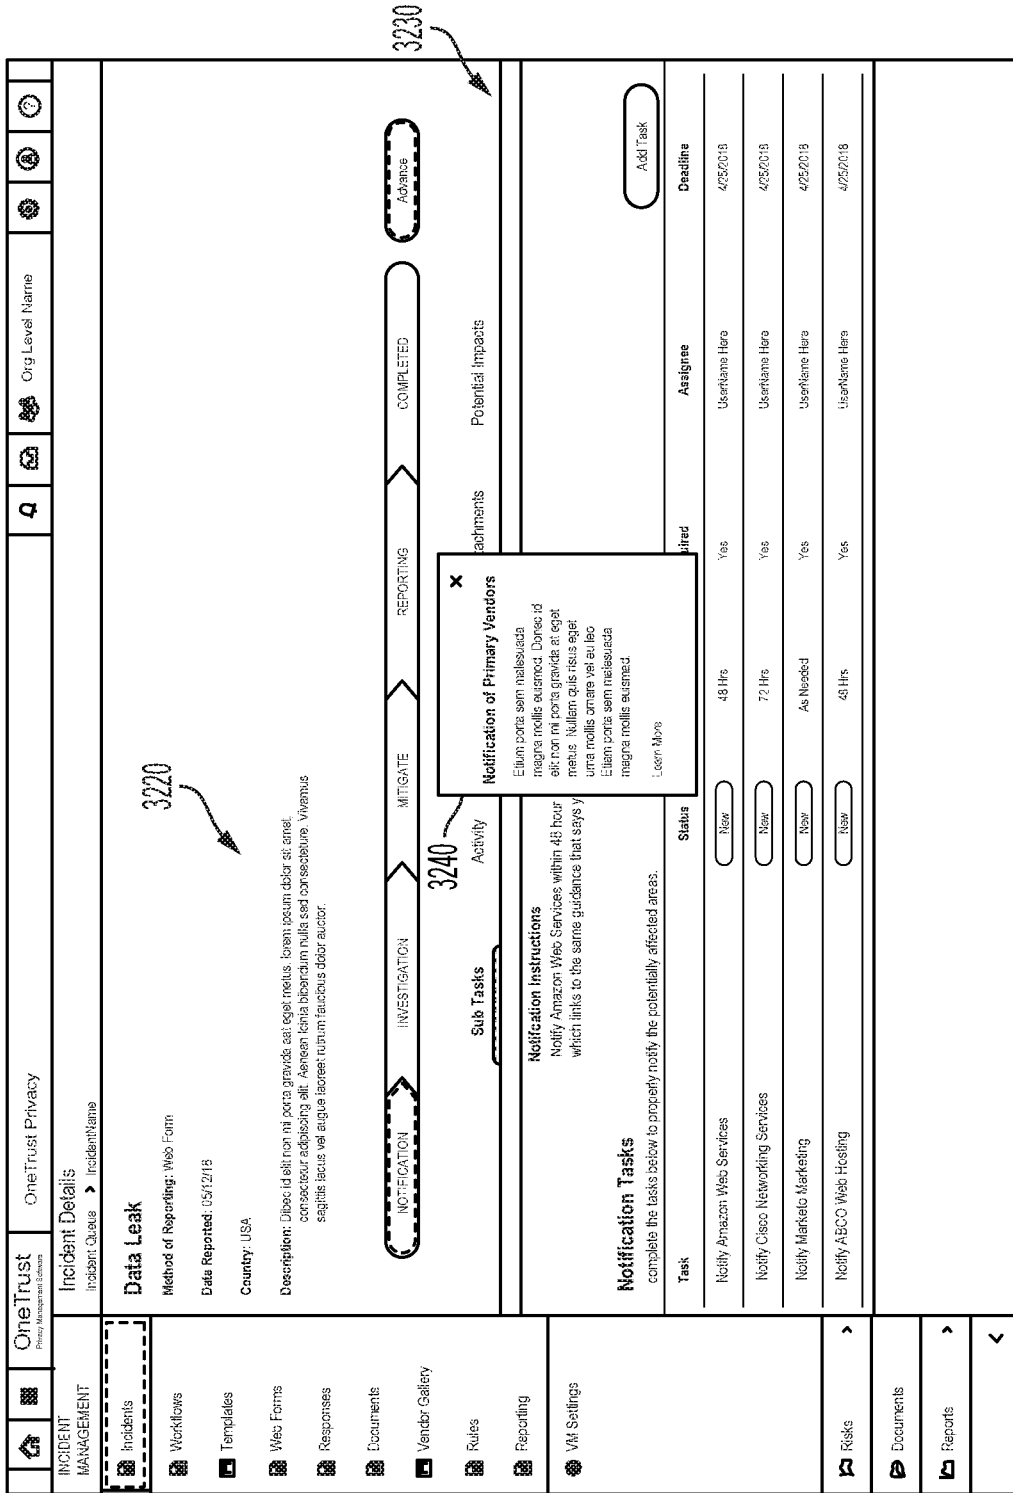 OneTrust
Privacy Management Software
OneTrust Privacy
Org Level Name
INCIDENT
MANAGEMENT
Incidents
Workflows
Templates
Web Forms
Responses
Documents
Vendor Gallery
Rules
Reporting
VM Settings
Risks
Documents
Reports
Incident Details
Incident Queue > IncidentName
Data Leak
Method of Reporting: Web Form
Date Reported: 05/12/18
Country: USA
Description: Dibec id elit non mi porta gravida aat eget metus. lorem ipsum dolor sit amet,
consectetur adipiscing elit. Aenean lcinia bibendum nulla sed consecteture. Vivamus
sagittis lacus vel augue laoreet rutrum faucibus dolor auctor.
3220
NOTIFICATION
INVESTIGATION
MITIGATE
REPORTING
COMPLETED
Advance
3230
Sub Tasks
Activity
achments
Potential Impacts
3240
Notification of Primary Vendors
Etium porta sem malesuada
magna mollis euismod. Donec id
elit non mi porta gravida at eget
metus. Nullam quis risus eget
urna mollis ornare vel eu leo
Etiam porta sem malesuada
magna mollis euismed.
Learn More
Notifcation Instructions
Notify Amazon Web Services within 48 hour
which links to the same guidance that says y
Notification Tasks
complete the tasks below to properly notify the potentially affected areas.
Add Task
Task Status uired Assignee Deadline
Notify Amazon Web Services New 48 Hrs Yes UserName Here 4/25/2018
Notify Cisco Networking Services New 72 Hrs Yes UserName Here 4/25/2018
Notify Marketo Marketing New As Needed Yes UserName Here 4/25/2018
Notify ABCO Web Hosting New 48 Hrs Yes UserName Here 4/25/2018